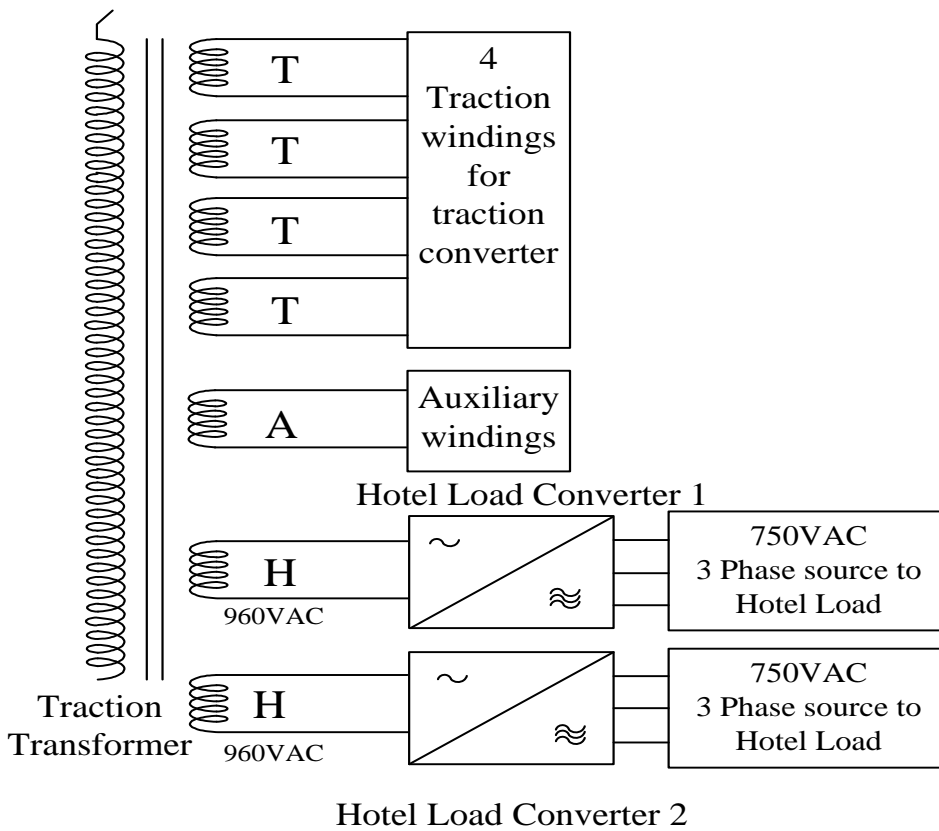 T
T
T
T
4
Traction
windings
for
traction
converter
A
Auxiliary
windings
Hotel Load Converter 1
H
960VAC
750VAC
3 Phase source to
Hotel Load
H
960VAC
750VAC
3 Phase source to
Hotel Load
Traction
Transformer
Hotel Load Converter 2